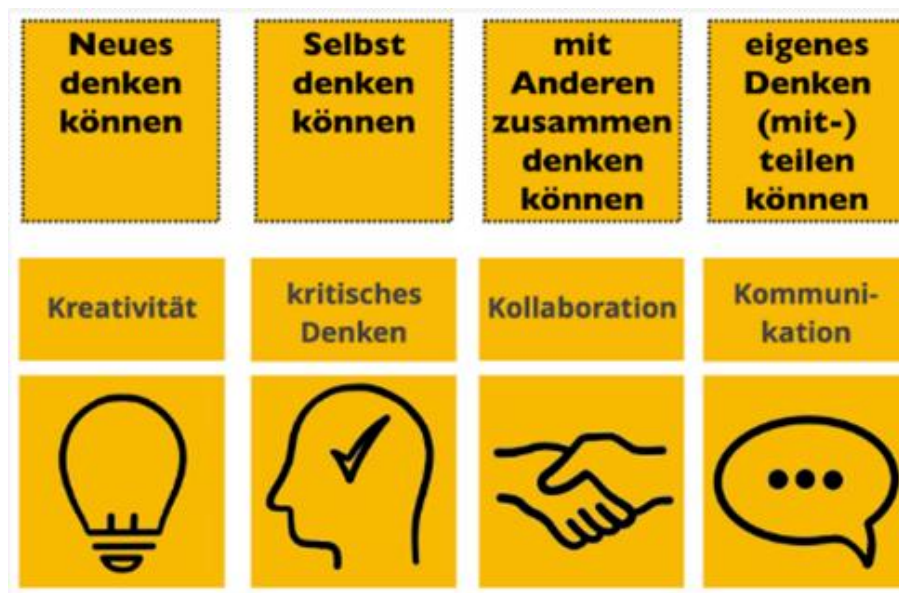 Neues
denken
können
Selbst
denken
können
mit
Anderen
zusammen
denken
können
eigenes
Denken
(mit-)
teilen
können
Kreativität
kritisches
Denken
Kollaboration
Kommuni-
kation